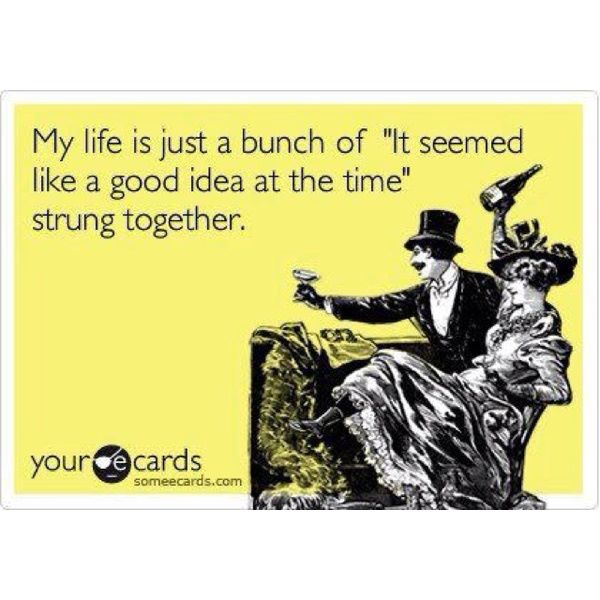 My life is just a bunch of "It seemed
like a good idea at the time"
strung together.
your e cards
someecards.com